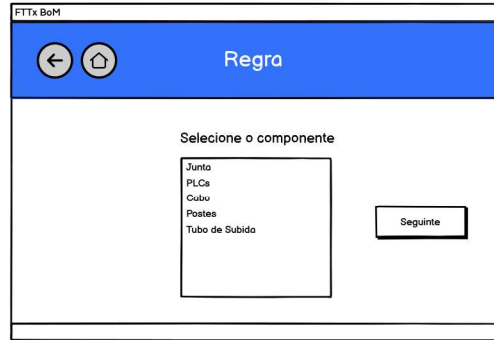 FTTx BoM
Regra
Selecione o componente
Junta
PLCs
Cabo
Postes
Tubo de Subida
Seguinte